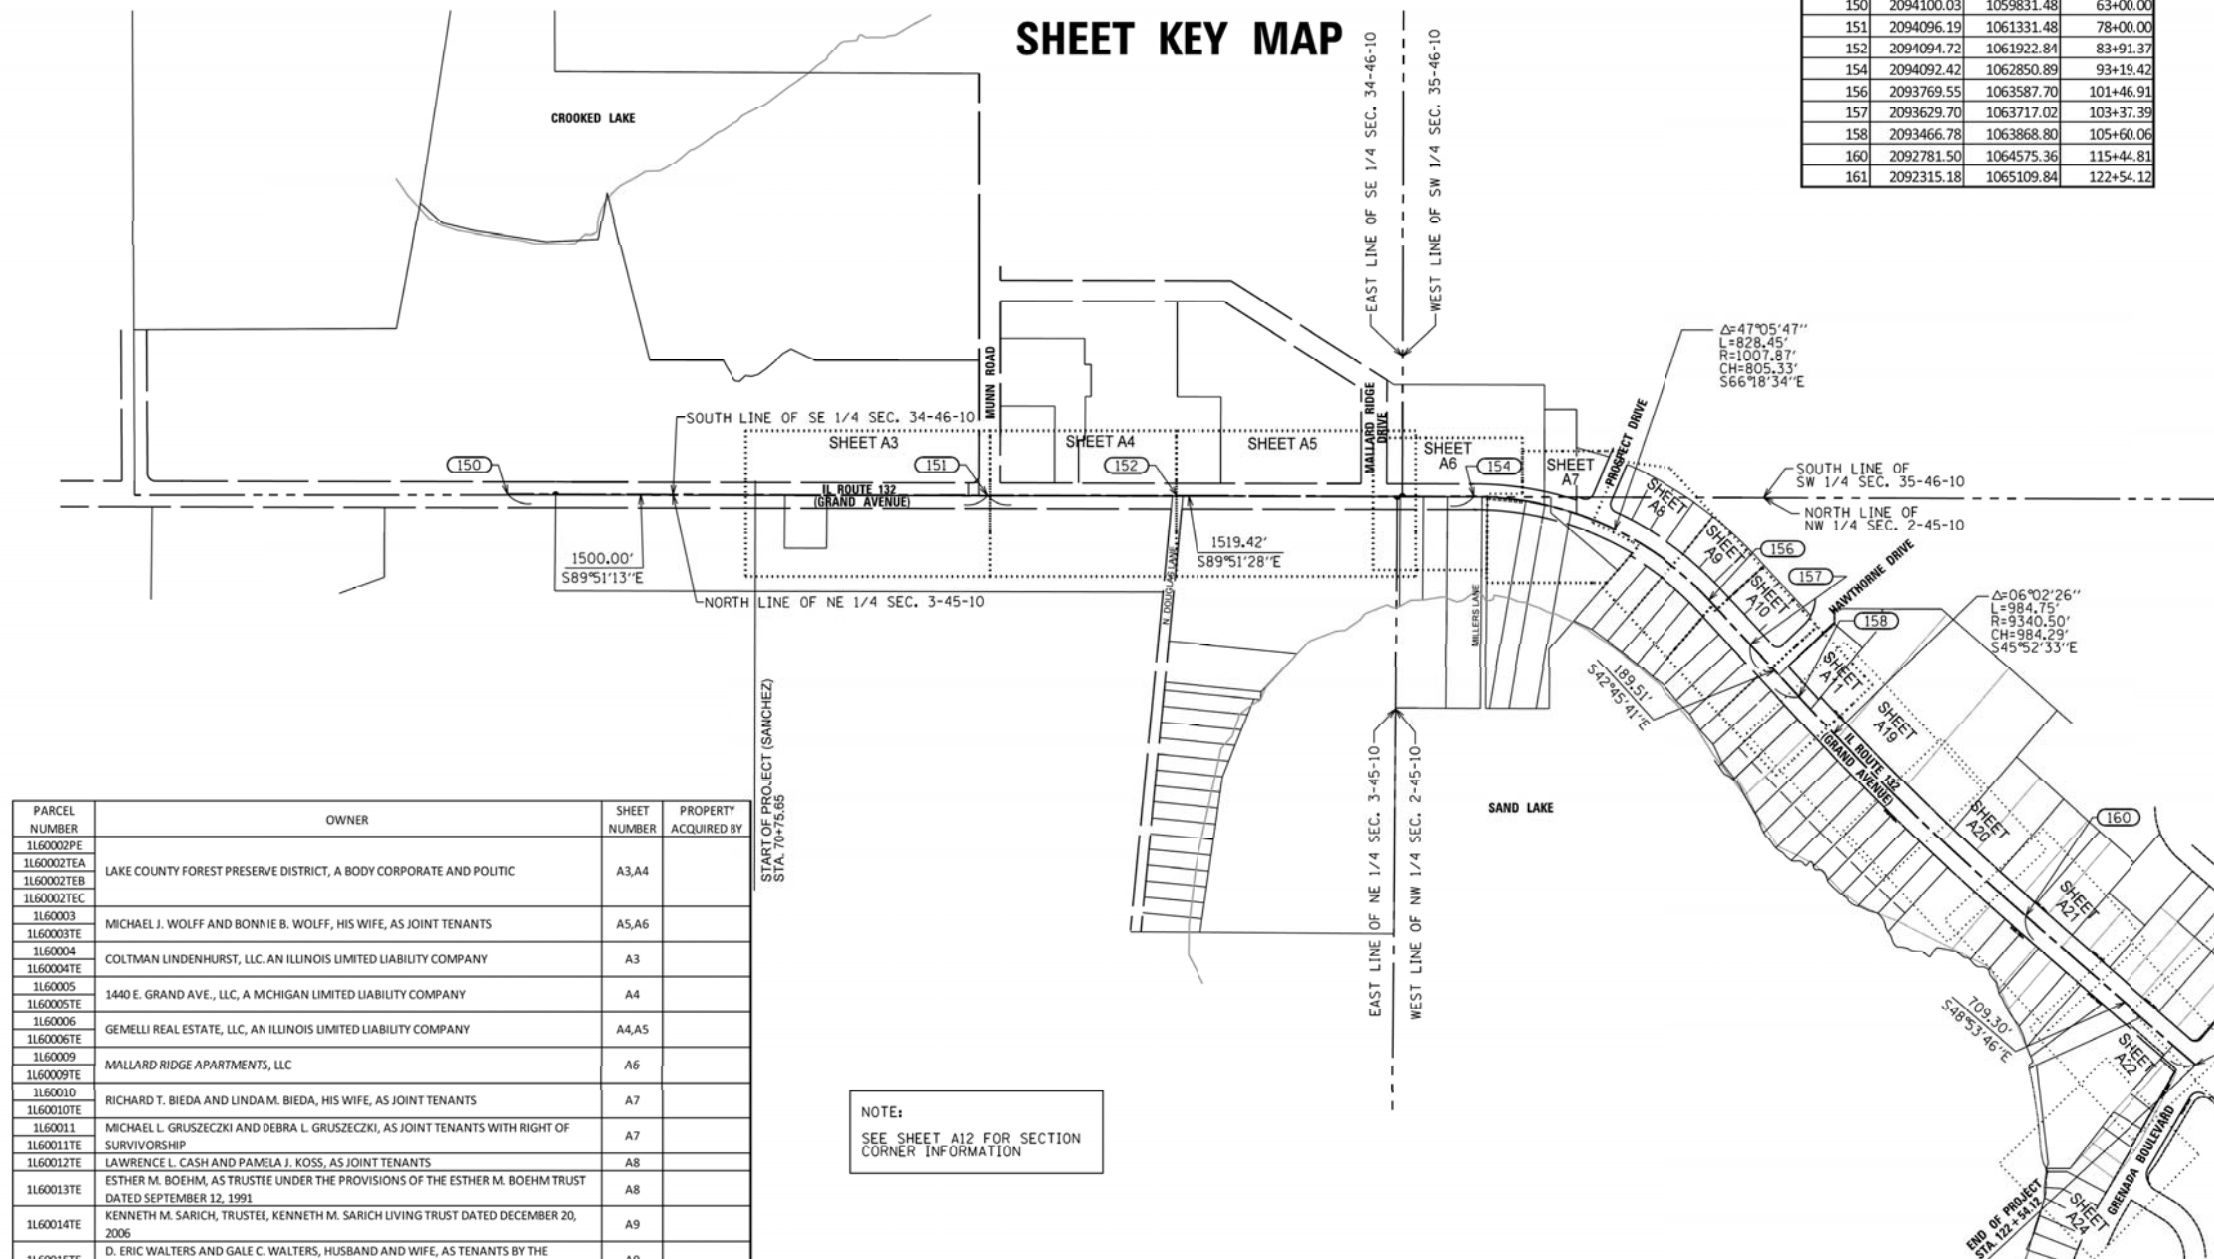 SHEET KEY MAP
150 2094100.03 1059831.48 63+00.00
151 2094096.19 1061331.48 78+00.00
152 2094094.72 1061922.84 83+91.37
154 2094092.42 1062850.89 93+19.42
156 2093769.55 1063587.70 101+46.91
157 2093629.70 1063717.02 103+37.39
158 2093466.78 1063868.80 105+60.06
160 2092781.50 1064575.36 115+44.81
161 2092315.18 1065109.84 122+54.12
CROOKED LAKE
EAST LINE OF SE 1/4 SEC. 34-46-10
WEST LINE OF SW 1/4 SEC. 35-46-10
Δ=47°05'47''
L=828.45'
R=1007.87'
CH=805.33'
S66°18'34''E
MUNN ROAD
MALLARD RIDGE
DRIVE
PROSPECT DRIVE
SOUTH LINE OF SE 1/4 SEC. 34-46-10
SHEET A3
SHEET A4
SHEET A5
SHEET
A6
SHEET
A7
SHEET
A8
SHEET
A9
SHEET
A10
150
151
152
154
SOUTH LINE OF
SW 1/4 SEC. 35-46-10
NORTH LINE OF
NW 1/4 SEC. 2-45-10
IL ROUTE 132
(GRAND AVENUE)
1500.00'
S89°51'13''E
1519.42'
S89°51'28''E
NORTH LINE OF NE 1/4 SEC. 3-45-10
N. DOUGLAS LANE
MILLERS LANE
156
157
HAWTHORNE DRIVE
158
Δ=06°02'26''
L=984.75'
R=9340.50'
CH=984.29'
S45°52'33''E
189.51'
S42°45'41''E
SHEET
A11
SHEET
A19
IL ROUTE 132
(GRAND AVENUE)
SHEET
A20
160
SHEET
A21
709.30'
S48°53'46''E
SHEET
A22
SHEET
A24
GRENADA BOULEVARD
END OF PROJECT
STA. 122+54.12
START OF PROJECT (SANCHEZ)
STA. 70+75.65
SAND LAKE
EAST LINE OF NE 1/4 SEC. 3-45-10
WEST LINE OF NW 1/4 SEC. 2-45-10
NOTE:
SEE SHEET A12 FOR SECTION
CORNER INFORMATION
PARCEL
NUMBER
OWNER
SHEET
NUMBER
PROPERTY
ACQUIRED BY
1L60002PE
1L60002TEA
1L60002TEB
1L60002TEC
LAKE COUNTY FOREST PRESERVE DISTRICT, A BODY CORPORATE AND POLITIC A3,A4
1L60003
1L60003TE
MICHAEL J. WOLFF AND BONNIE B. WOLFF, HIS WIFE, AS JOINT TENANTS A5,A6
1L60004
1L60004TE
COLTMAN LINDENHURST, LLC. AN ILLINOIS LIMITED LIABILITY COMPANY A3
1L60005
1L60005TE
1440 E. GRAND AVE., LLC, A MCHIGAN LIMITED LIABILITY COMPANY A4
1L60006
1L60006TE
GEMELLI REAL ESTATE, LLC, AN ILLINOIS LIMITED LIABILITY COMPANY A4,A5
1L60009
1L60009TE
MALLARD RIDGE APARTMENTS, LLC A6
1L60010
1L60010TE
RICHARD T. BIEDA AND LINDA M. BIEDA, HIS WIFE, AS JOINT TENANTS A7
1L60011
1L60011TE
MICHAEL L. GRUSZECZKI AND DEBRA L. GRUSZECZKI, AS JOINT TENANTS WITH RIGHT OF
SURVIVORSHIP
A7
1L60012TE LAWRENCE L. CASH AND PAMELA J. KOSS, AS JOINT TENANTS A8
1L60013TE
ESTHER M. BOEHM, AS TRUSTEE UNDER THE PROVISIONS OF THE ESTHER M. BOEHM TRUST
DATED SEPTEMBER 12, 1991
A8
1L60014TE
KENNETH M. SARICH, TRUSTEE, KENNETH M. SARICH LIVING TRUST DATED DECEMBER 20,
2006
A9
D. ERIC WALTERS AND GALE C. WALTERS, HUSBAND AND WIFE, AS TENANTS BY THE